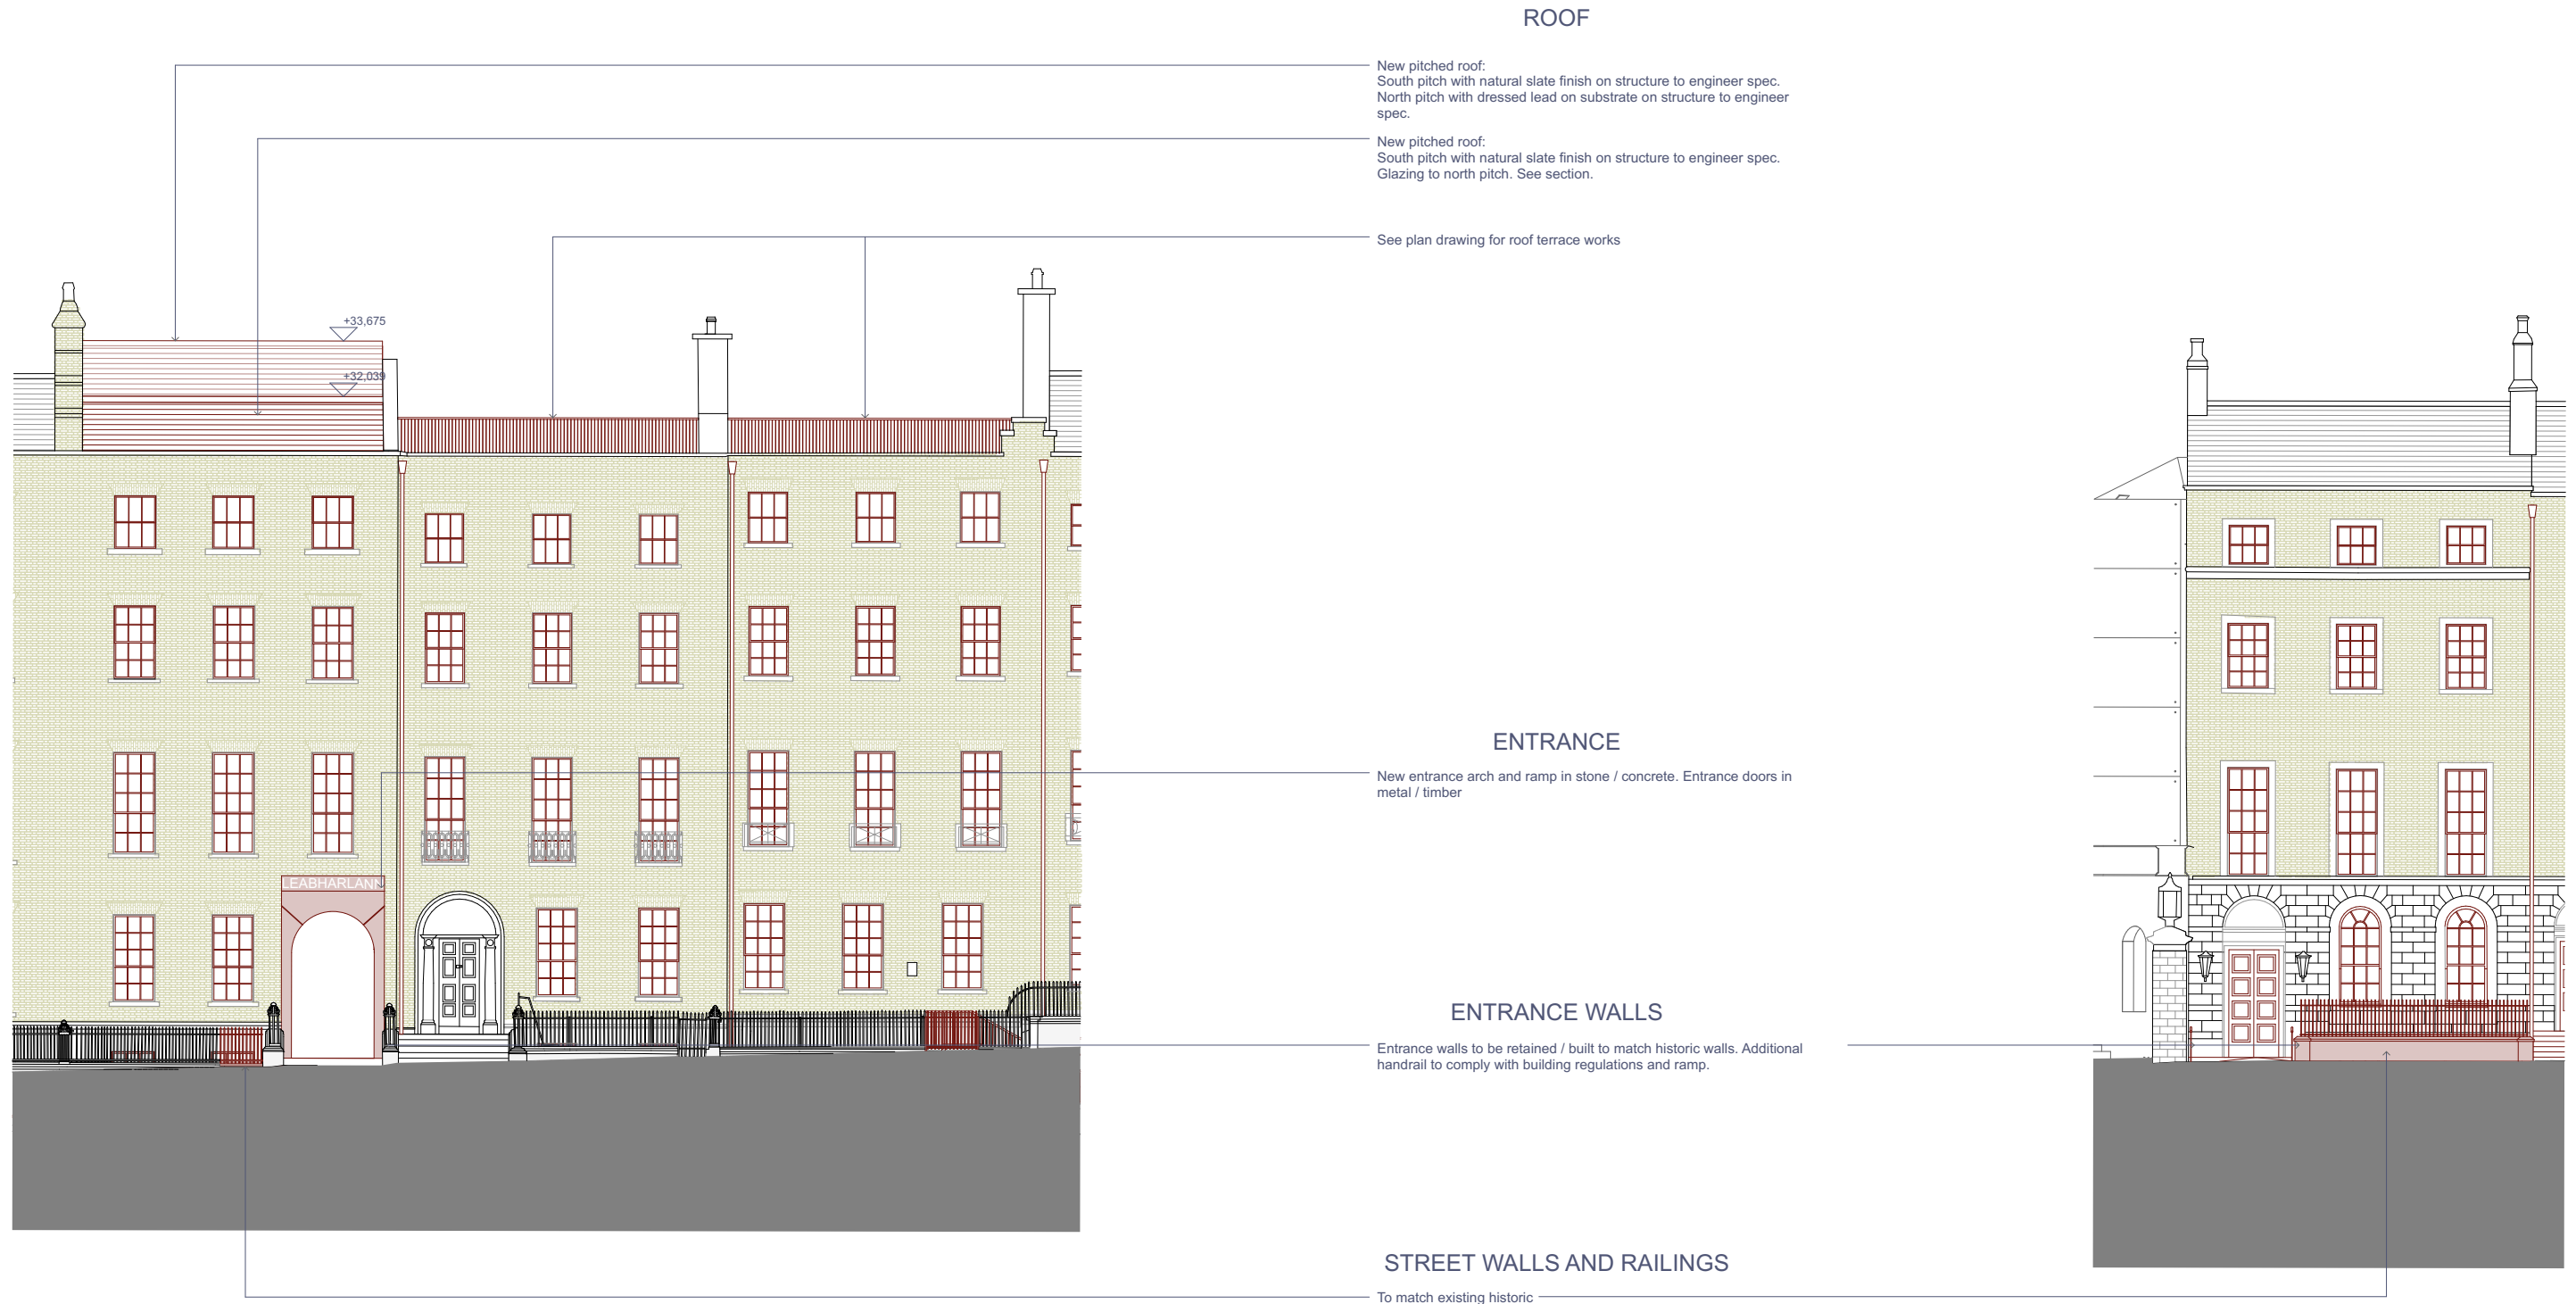 ROOF
New pitched roof:
South pitch with natural slate finish on structure to engineer spec.
North pitch with dressed lead on substrate on structure to engineer
spec.
New pitched roof:
South pitch with natural slate finish on structure to engineer spec.
Glazing to north pitch. See section.
See plan drawing for roof terrace works
+33,675
+32,039
ENTRANCE
New entrance arch and ramp in stone / concrete. Entrance doors in
metal / timber
LEABHARLANN
ENTRANCE WALLS
Entrance walls to be retained / built to match historic walls. Additional
handrail to comply with building regulations and ramp.
STREET WALLS AND RAILINGS
To match existing historic